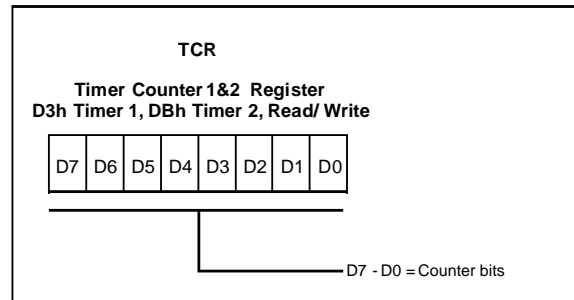 TCR
Timer Counter 1&2 Register
D3h Timer 1, DBh Timer 2, Read/ Write
D7 D6 D5 D4 D3 D2 D1 D0
D7 - D0 = Counter bits